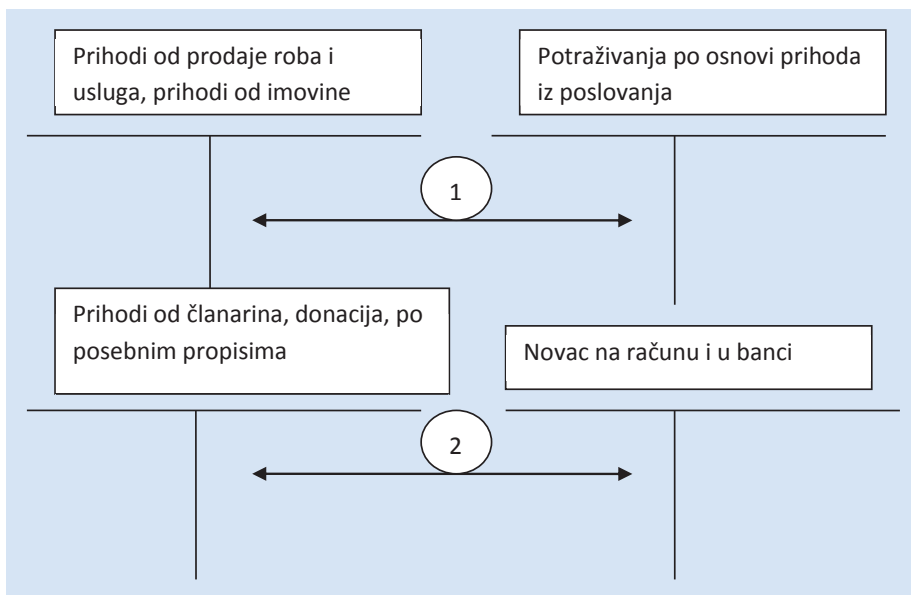 Prihodi od prodaje roba i
usluga, prihodi od imovine
Potraživanja po osnovi prihoda
iz poslovanja
1
Prihodi od članarina, donacija, po
posebnim propisima
Novac na računu i u banci
2